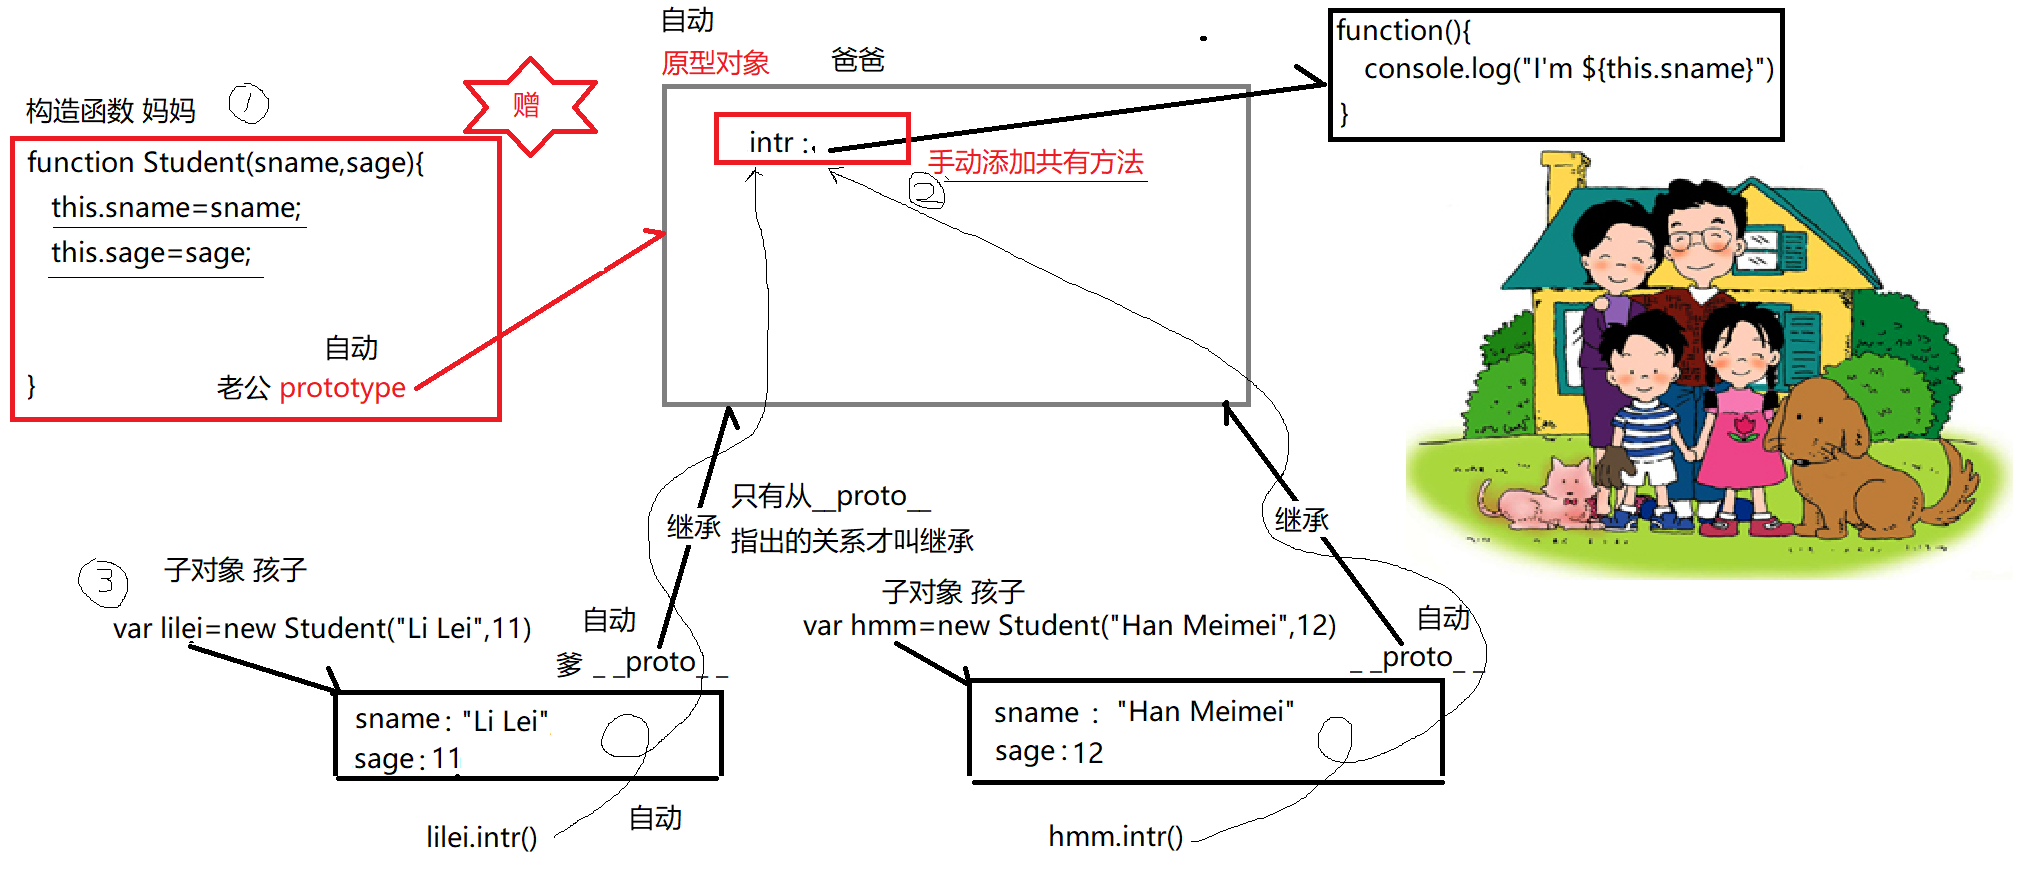 自动
原型对象 爸爸
function(){
console.log("I'm ${this.sname}")
}
构造函数 妈妈 1
赠
function Student(sname,sage){
this.sname=sname;
this.sage=sage;
自动
}
老公 prototype
intr :
手动添加共有方法
2
继承
只有从__proto__
指出的关系才叫继承
继承
3
子对象 孩子
var lilei=new Student("Li Lei",11)
自动
爹 __proto__
sname: "Li Lei"
sage:11
自动
lilei.intr()
子对象 孩子
var hmm=new Student("Han Meimei",12)
自动
__proto__
sname : "Han Meimei"
sage:12
hmm.intr()